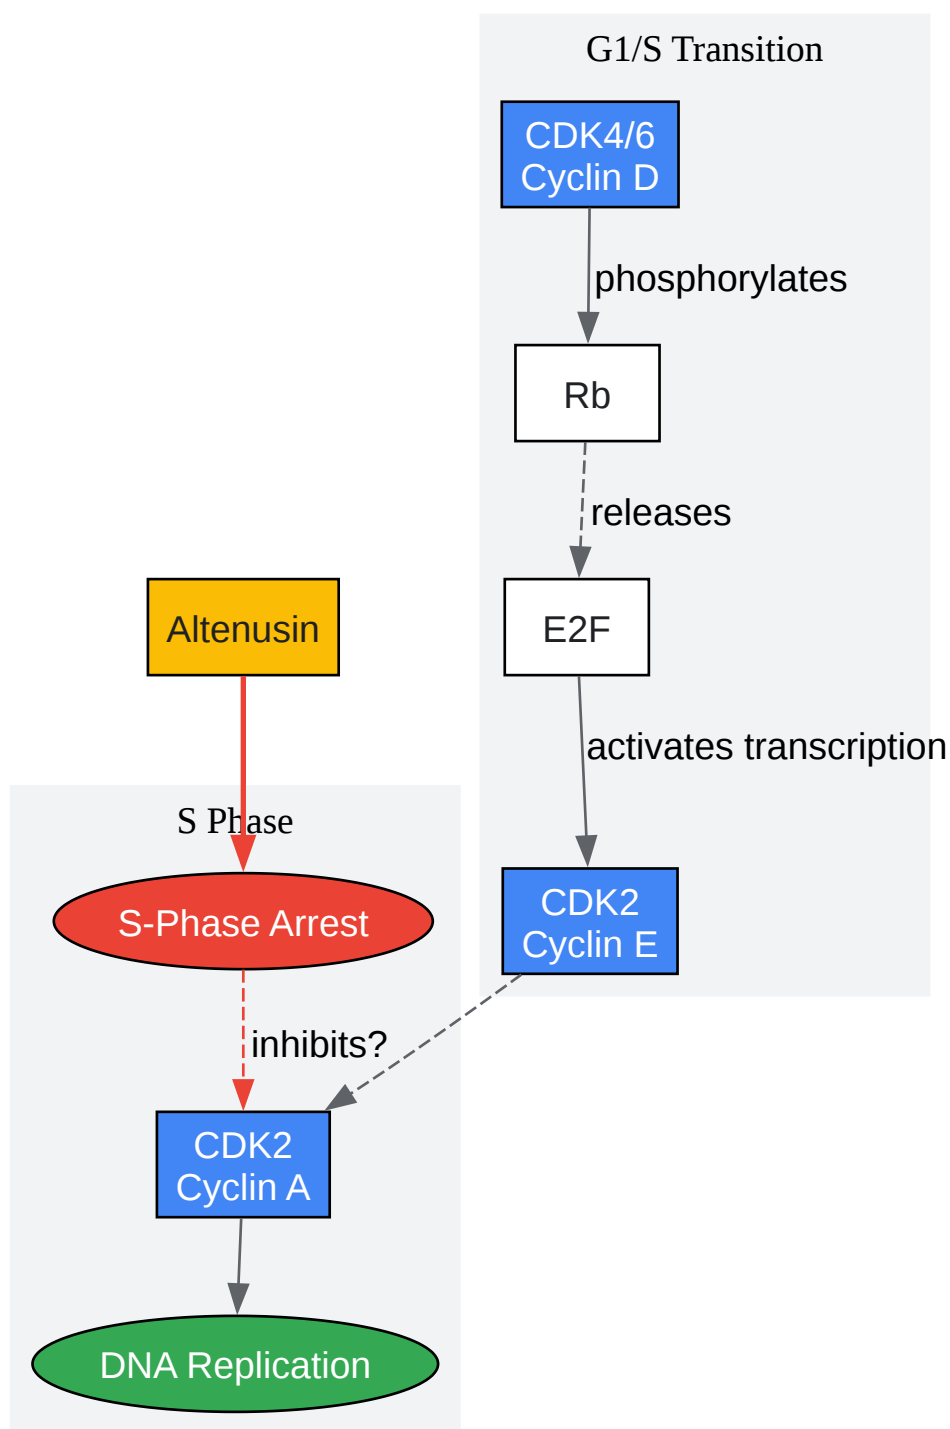 G1/S Transition
CDK4/6
Cyclin D
phosphorylates
Rb
releases
Altenusin
E2F
activates transcription
S Phase
S-Phase Arrest
CDK2
Cyclin E
inhibits?
CDK2
Cyclin A
DNA Replication